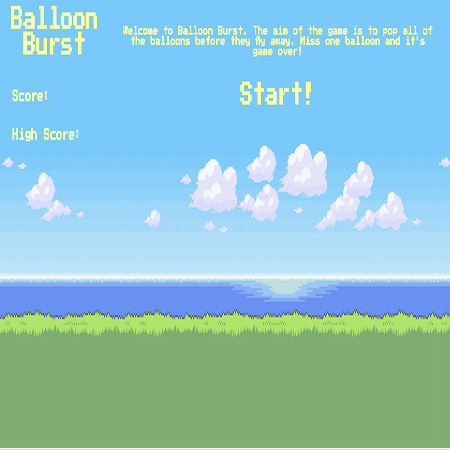 Balloon
Burst
Welcome to Balloon Burst. The aim of the game is to pop all of
the balloons before they fly away. Miss one balloon and it's
game over!
Start!
Score:
High Score: